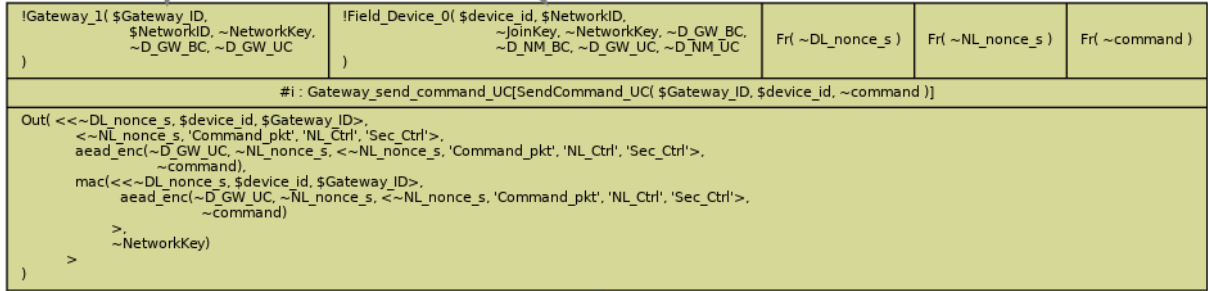 !Gateway_1( $Gateway_ID,
$NetworkID, ~NetworkKey,
~D_GW_BC, ~D_GW_UC
)
!Field_Device_0( $device_id, $NetworkID,
~JoinKey, ~NetworkKey, ~D_GW_BC,
~D_NM_BC, ~D_GW_UC, ~D_NM_UC
)
Fr( ~DL_nonce_s )
Fr( ~NL_nonce_s )
Fr( ~command )
#i : Gateway_send_command_UC[SendCommand_UC( $Gateway_ID, $device_id, ~command )]
Out( <<~DL_nonce_s, $device_id, $Gateway_ID>,
<~NL_nonce_s, 'Command_pkt', 'NL_Ctrl', 'Sec_Ctrl'>,
aead_enc(~D_GW_UC, ~NL_nonce_s, <~NL_nonce_s, 'Command_pkt', 'NL_Ctrl', 'Sec_Ctrl'>,
~command),
mac(<<~DL_nonce_s, $device_id, $Gateway_ID>,
aead_enc(~D_GW_UC, ~NL_nonce_s, <~NL_nonce_s, 'Command_pkt', 'NL_Ctrl', 'Sec_Ctrl'>,
~command)
>,
~NetworkKey)
>
)